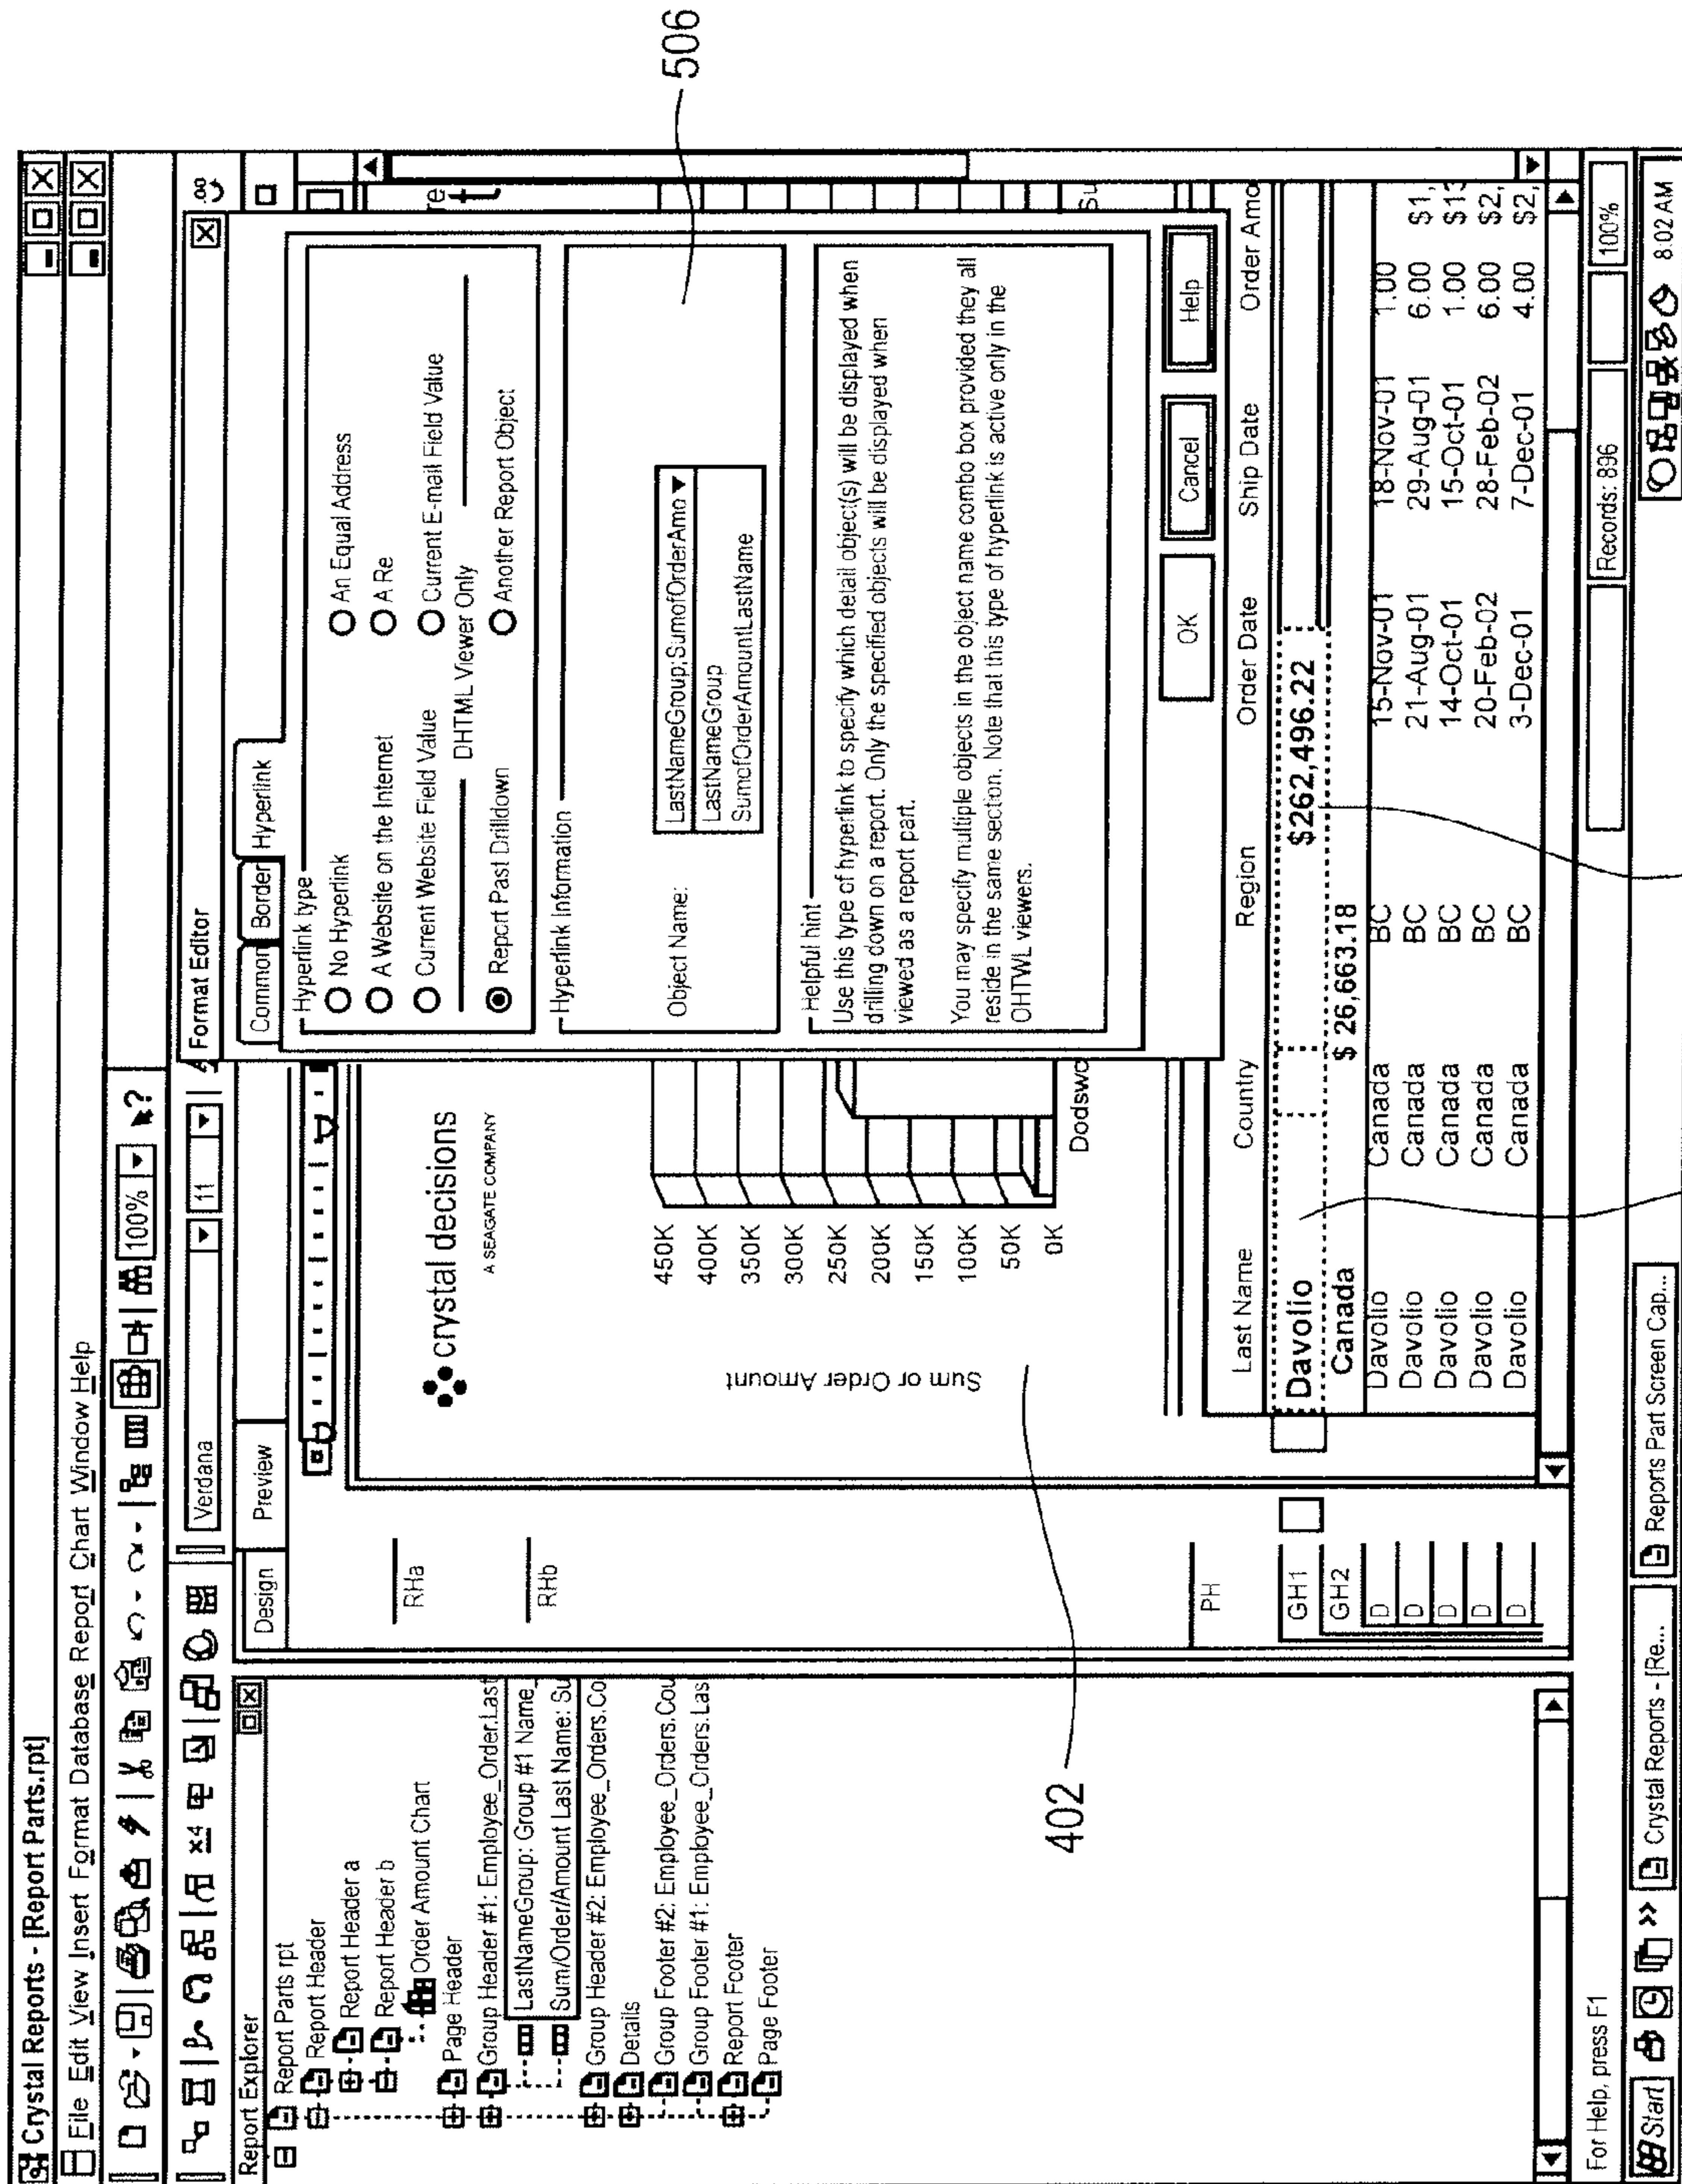 Crystal Reports - [Report Parts.rpt]
File Edit View Insert Format Database Report Chart Window Help
100%
Verdana
11
Report Explorer
Report Parts rpt
Report Header
Report Header a
Report Header b
Order Amount Chart
Page Header
Group Header #1: Employee_Order.Last
LastNameGroup: Group #1 Name_
Sum/Order/Amount Last Name: Su
Group Header #2: Employee_Orders.Co
Details
Group Footer #2: Employee_Orders.Cou
Group Footer #1: Employee_Orders.Las
Report Footer
Page Footer
Design
Preview
RHa
RHb
PH
GH1
GH2
D
D
D
D
D
crystal decisions
A SEAGATE COMPANY
Sum or Order Amount
450K
400K
350K
300K
250K
200K
150K
100K
50K
0K
Dodswo
Format Editor
Common Border Hyperlink
Hyperlink type
No Hyperlink
An Equal Address
A Website on the Internet
A Re
Current Website Field Value
Current E-mail Field Value
DHTML Viewer Only
Report Past Drilldown
Another Report Object
Hyperlink Information
Object Name:
LastNameGroup;SumofOrderAmo
LastNameGroup
SumofOrderAmountLastName
Helpful hint
Use this type of hyperlink to specify which detail object(s) will be displayed when
drilling down on a report. Only the specified objects will be displayed when
viewed as a report part.
You may specify multiple objects in the object name combo box provided they all
reside in the same section. Note that this type of hyperlink is active only in the
OHTWL viewers.
OK
Cancel
Help
506
402
Last Name Country Region Order Date Ship Date Order Amo
Davolio $262,496.22
Canada $ 26,663.18
Davolio Canada BC 15-Nov-01 18-Nov-01 1.00 $1,
Davolio Canada BC 21-Aug-01 29-Aug-01 6.00 $13
Davolio Canada BC 14-Oct-01 15-Oct-01 1.00 $2,
Davolio Canada BC 20-Feb-02 28-Feb-02 6.00 $2,
Davolio Canada BC 3-Dec-01 7-Dec-01 4.00
For Help, press F1
Records: 896
100%
Start
Crystal Reports - [Re...
Reports Part Screen Cap...
8:02 AM